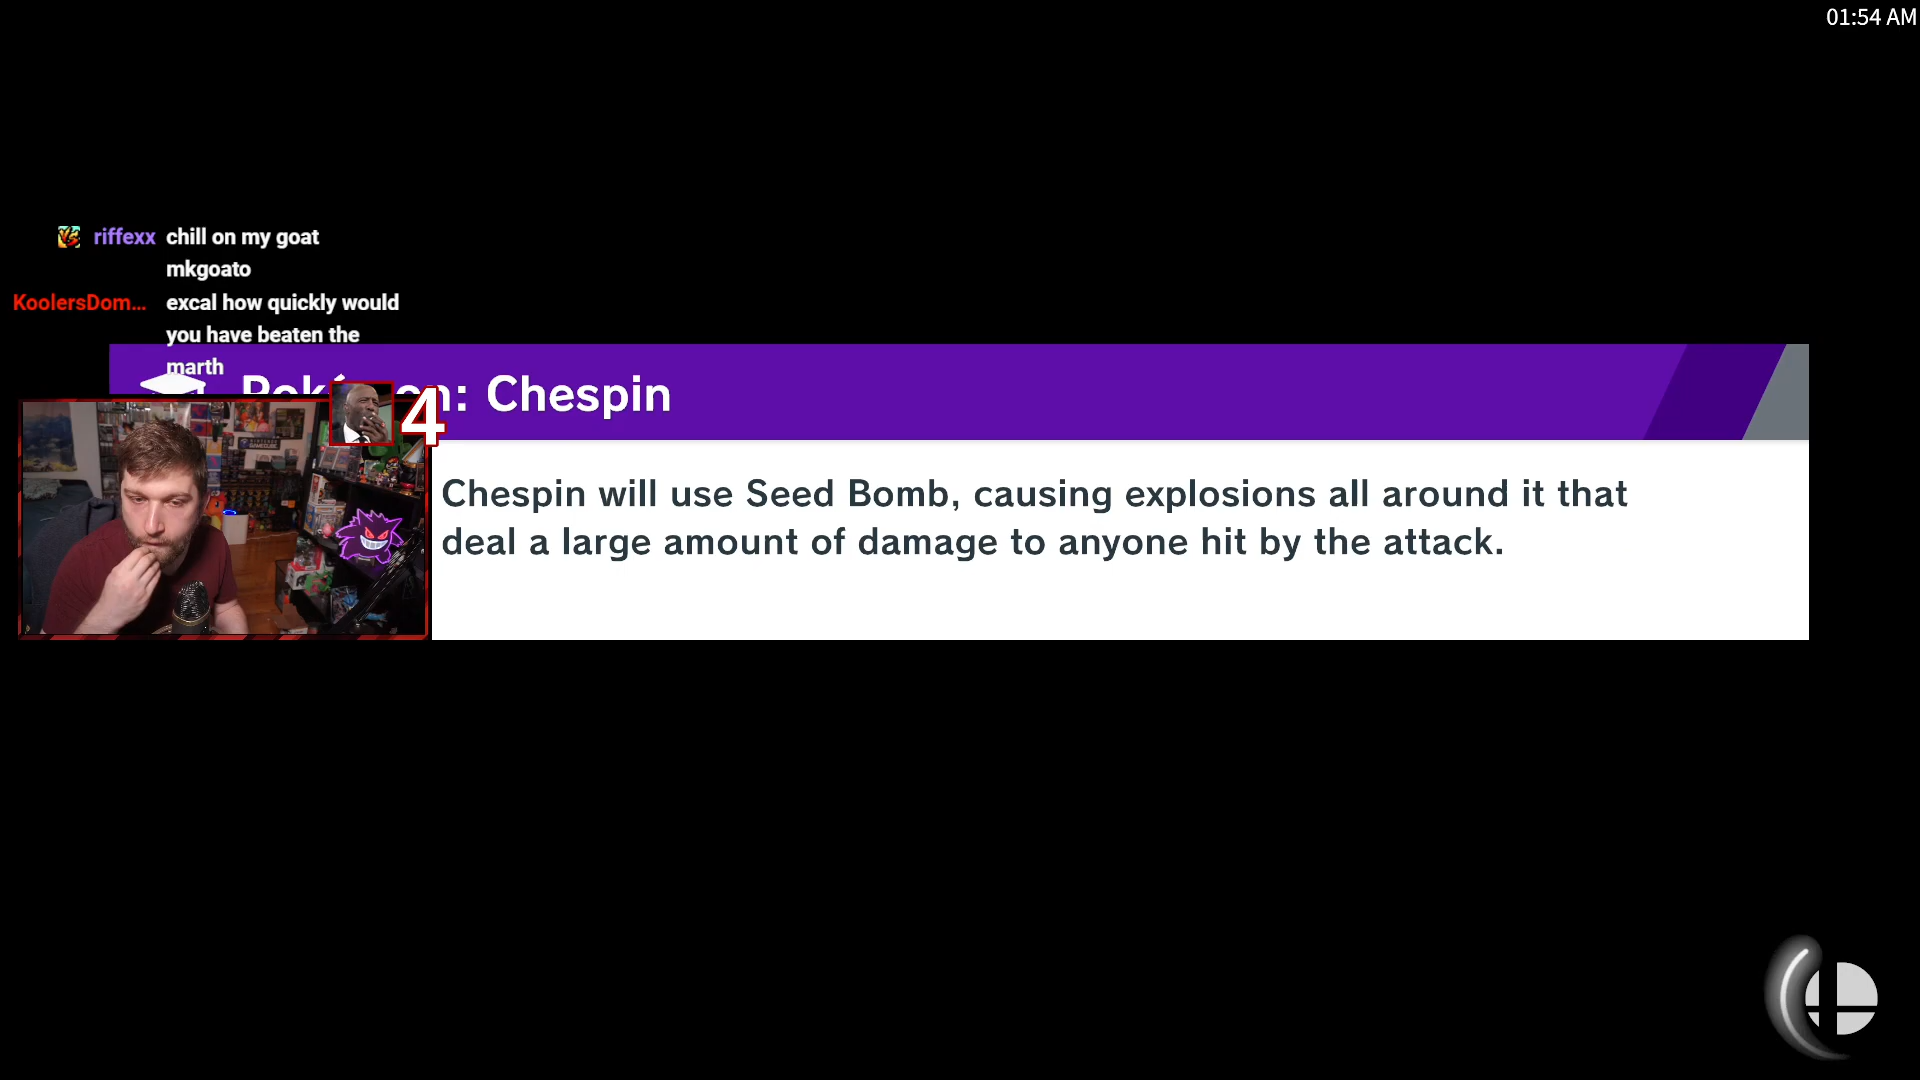 01:54 AM
riffexx chill on my goat
mkgoato
KoolersDom... excal how quickly would
you have beaten the
marth
Pokémon: Chespin
4
Chespin will use Seed Bomb, causing explosions all around it that
deal a large amount of damage to anyone hit by the attack.